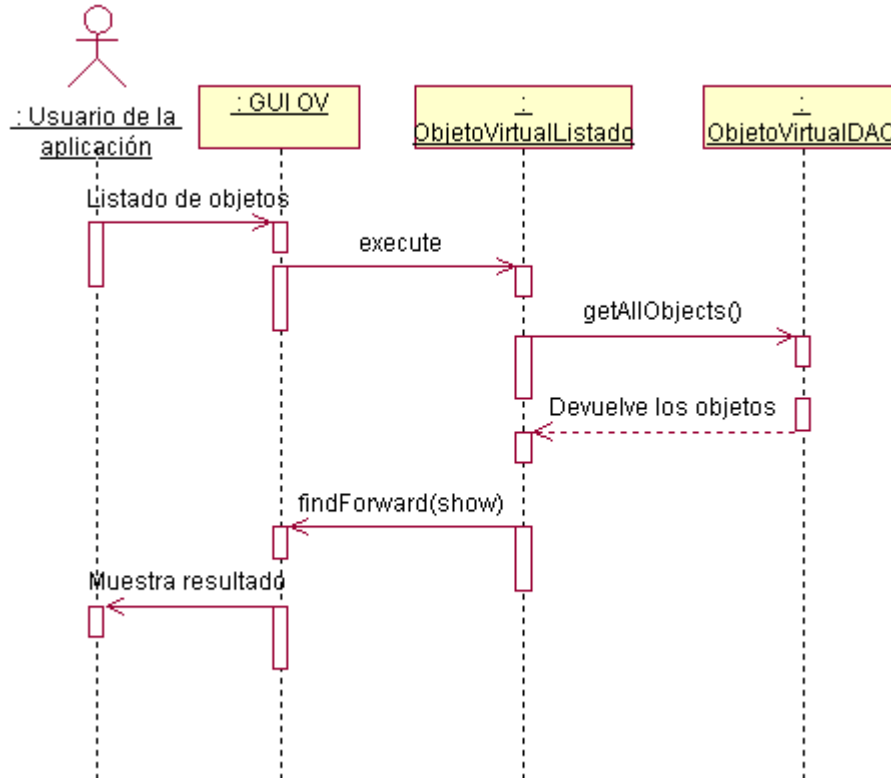 : Usuario de la
aplicación
: GUI OV
:
ObjetoVirtualListado
:
ObjetoVirtualDAO
Listado de objetos
execute
getAllObjects()
Devuelve los objetos
findForward(show)
Muestra resultado